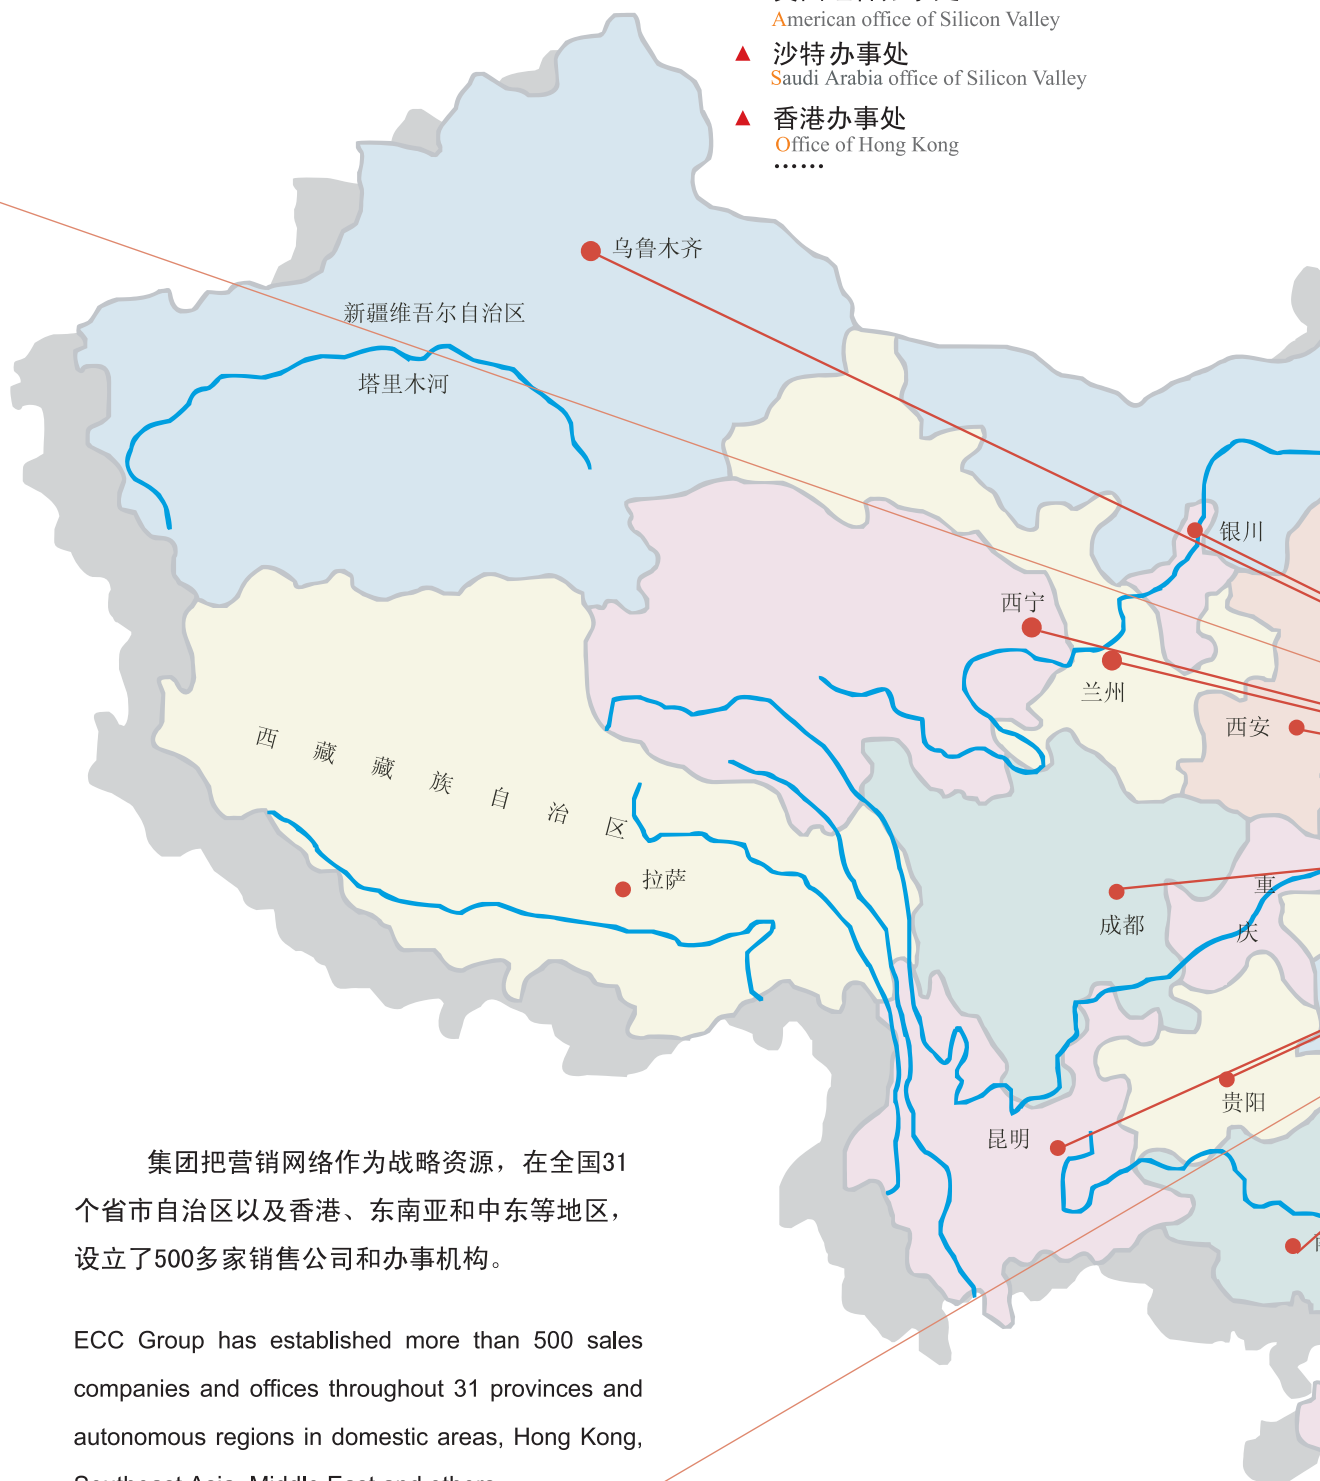 American office of Silicon Valley
沙特办事处
Saudi Arabia office of Silicon Valley
香港办事处
Office of Hong Kong
……
乌鲁木齐
新疆维吾尔自治区
塔里木河
银川
西宁
兰州
西安
西藏藏族自治区
拉萨
重庆
成都
贵阳
昆明
集团把营销网络作为战略资源，在全国31
个省市自治区以及香港、东南亚和中东等地区，
设立了500多家销售公司和办事机构。
ECC Group has established more than 500 sales
companies and offices throughout 31 provinces and
autonomous regions in domestic areas, Hong Kong,
Southeast Asia, Middle East and others